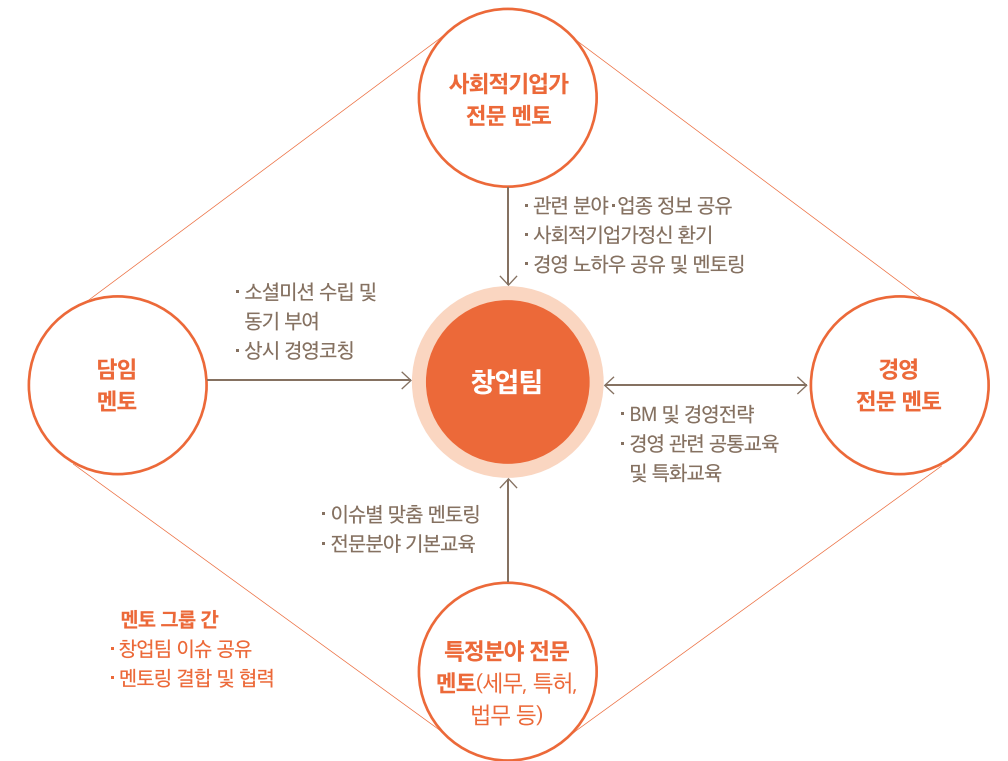 사회적기업가
전문 멘토
· 관련 분야·업종 정보 공유
· 사회적기업가정신 환기
· 경영 노하우 공유 및 멘토링
· 소셜미션 수립 및
동기 부여
· 상시 경영코칭
담임
멘토
창업팀
경영
전문 멘토
· BM 및 경영전략
· 경영 관련 공통교육
및 특화교육
· 이슈별 맞춤 멘토링
· 전문분야 기본교육
멘토 그룹 간
· 창업팀 이슈 공유
· 멘토링 결합 및 협력
특정분야 전문
멘토(세무, 특허,
법무 등)